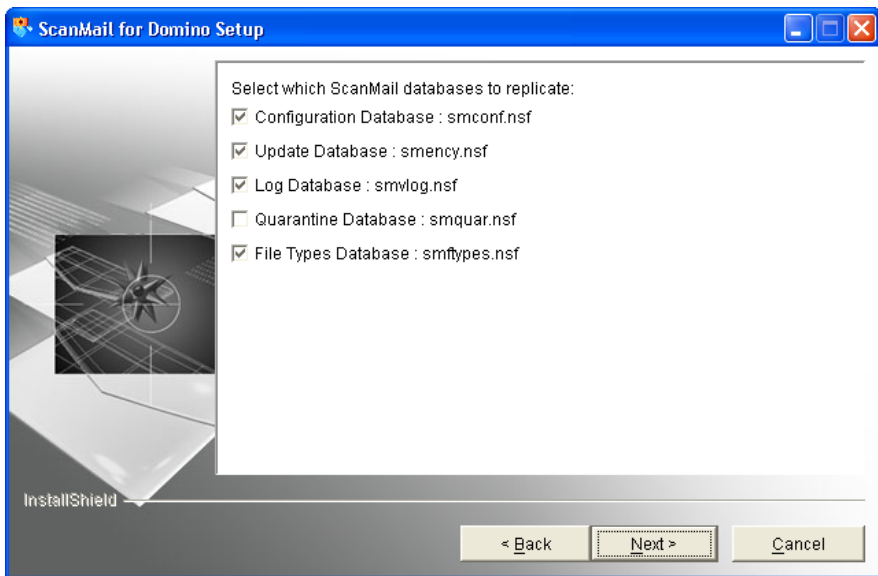 ScanMail for Domino Setup
Select which ScanMail databases to replicate:
Configuration Database : smconf.nsf
Update Database : smency.nsf
Log Database : smvlog.nsf
Quarantine Database : smquar.nsf
File Types Database : smftypes.nsf
InstallShield
< Back Next > Cancel